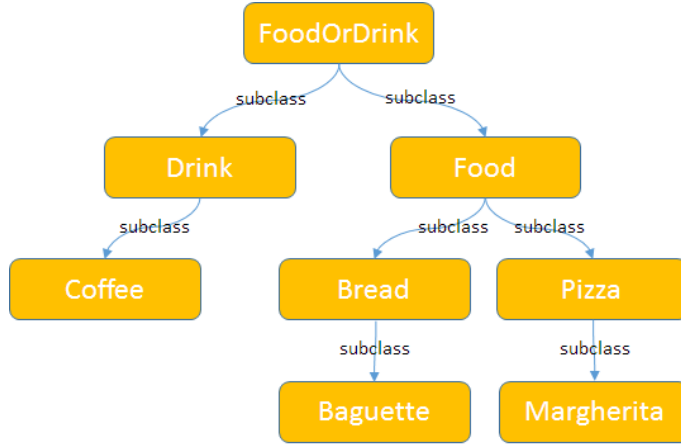 FoodOrDrink
subclass subclass
Drink Food
subclass subclass subclass
Coffee Bread Pizza
subclass subclass
Baguette Margherita